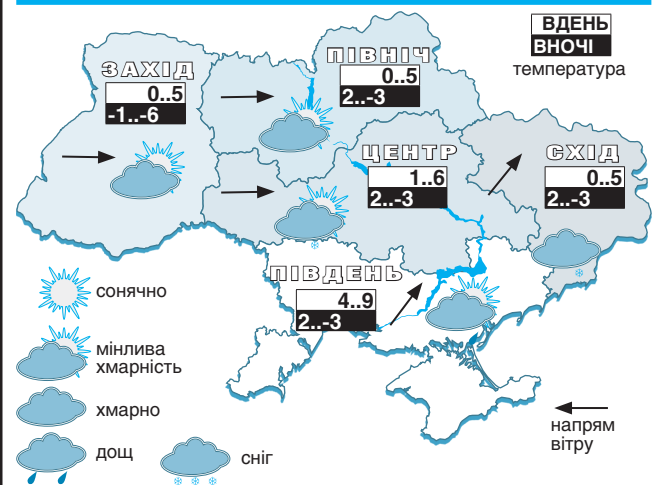 ВДЕНЬ
ВНОЧІ
температура
ПІВНІЧ
0..5
2..-3
ЗАХІД
0..5
-1..-6
ЦЕНТР
1..6
2..-3
СХІД
0..5
2..-3
ПІВДЕНЬ
4..9
2..-3
сонячно
мінлива
хмарність
хмарно
дощ
сніг
напрям
вітру